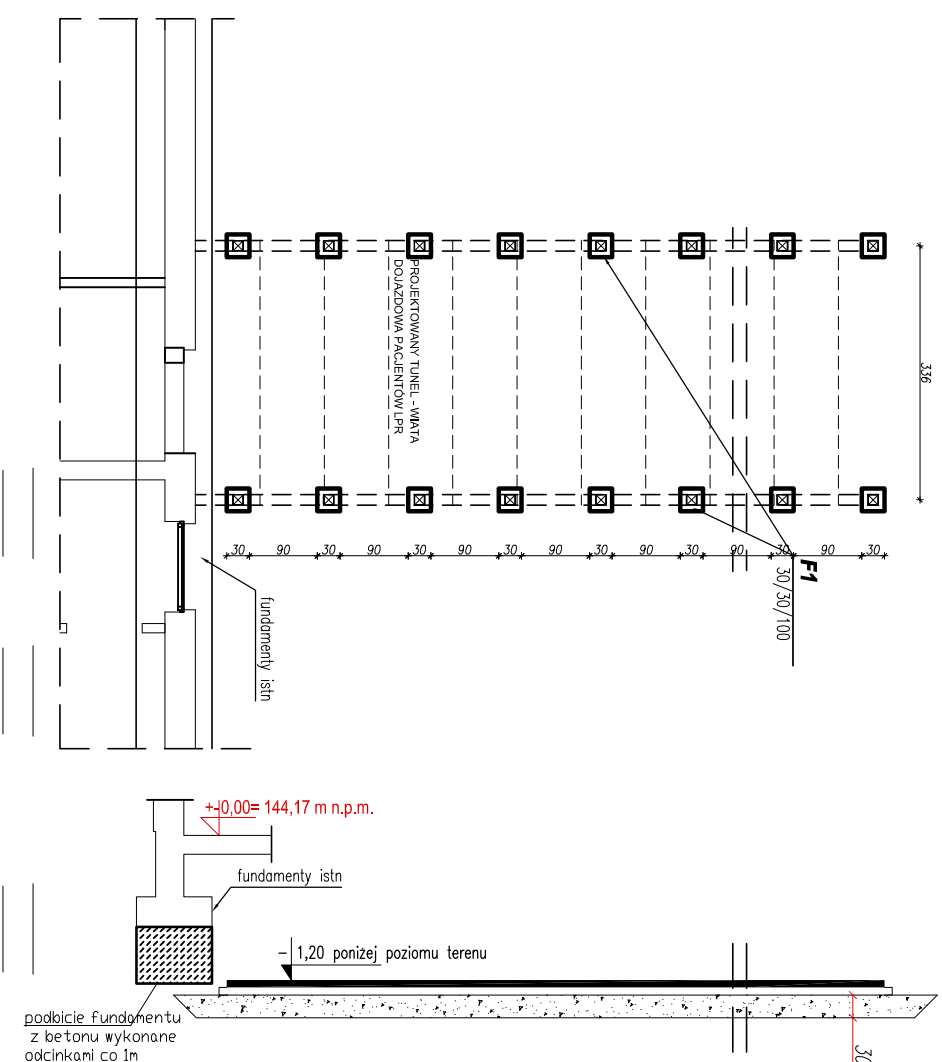 336
PROJEKTOWANY TUNEL - WIATA
DOJAZDOWA PACJENTÓW LPR
30 90 30 90 30 90 30 90 30 90 30 90 30 90 30
F1
30/30/100
fundamenty istn
+-0,00= 144,17 m n.p.m.
fundamenty istn
- 1,20 poniżej poziomu terenu
podbicie fundamentu
z betonu wykonane
odcinkami co 1m
30